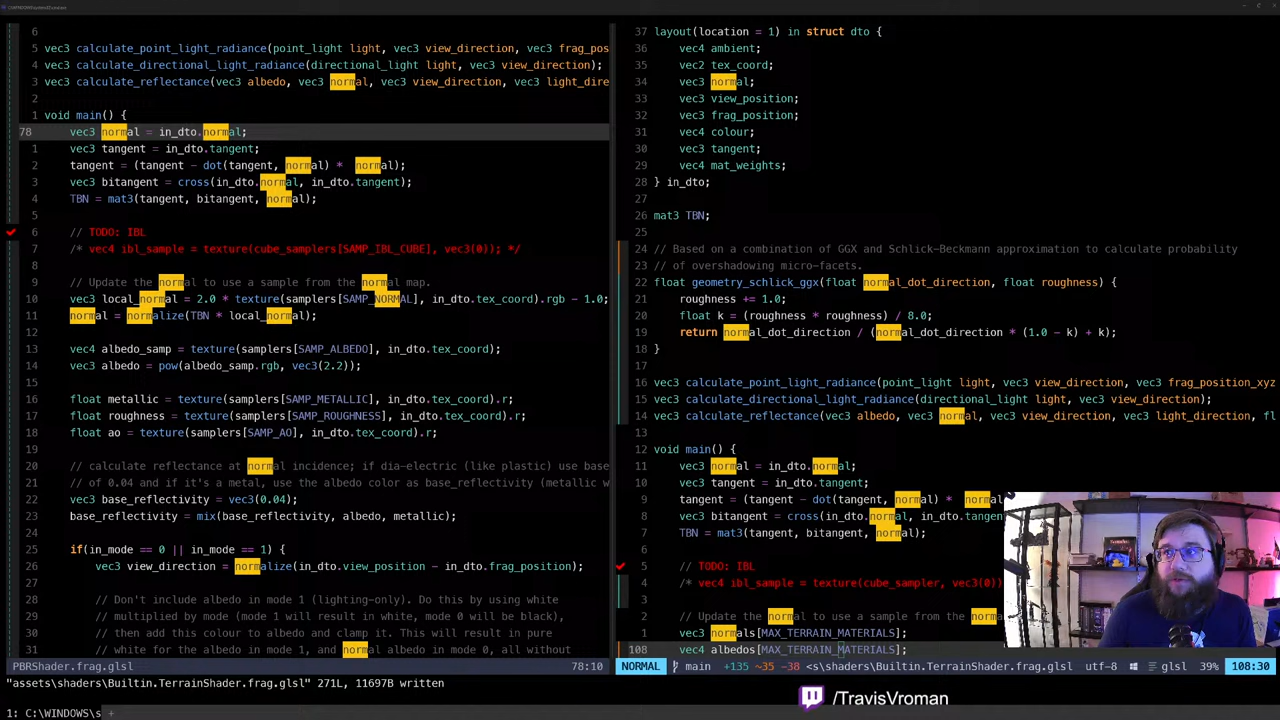 6
5 vec3 calculate_point_light_radiance(point_light light, vec3 view_direction, vec3 frag_pos
4 vec3 calculate_directional_light_radiance(directional_light light, vec3 view_direction);
3 vec3 calculate_reflectance(vec3 albedo, vec3 normal, vec3 view_direction, vec3 light_dire
2
1 void main() {
78 vec3 normal = in_dto.normal;
1 vec3 tangent = in_dto.tangent;
2 tangent = (tangent - dot(tangent, normal) *  normal);
3 vec3 bitangent = cross(in_dto.normal, in_dto.tangent);
4 TBN = mat3(tangent, bitangent, normal);
5
6 // TODO: IBL
7 /* vec4 ibl_sample = texture(cube_samplers[SAMP_IBL_CUBE], vec3(0)); */
8
9 // Update the normal to use a sample from the normal map.
10 vec3 local_normal = 2.0 * texture(samplers[SAMP_NORMAL], in_dto.tex_coord).rgb - 1.0;
11 normal = normalize(TBN * local_normal);
12
13 vec4 albedo_samp = texture(samplers[SAMP_ALBEDO], in_dto.tex_coord);
14 vec3 albedo = pow(albedo_samp.rgb, vec3(2.2));
15
16 float metallic = texture(samplers[SAMP_METALLIC], in_dto.tex_coord).r;
17 float roughness = texture(samplers[SAMP_ROUGHNESS], in_dto.tex_coord).r;
18 float ao = texture(samplers[SAMP_AO], in_dto.tex_coord).r;
19
20 // calculate reflectance at normal incidence; if dia-electric (like plastic) use base
21 // of 0.04 and if it's a metal, use the albedo color as base_reflectivity (metallic w
22 vec3 base_reflectivity = vec3(0.04);
23 base_reflectivity = mix(base_reflectivity, albedo, metallic);
24
25 if(in_mode == 0 || in_mode == 1) {
26 vec3 view_direction = normalize(in_dto.view_position - in_dto.frag_position);
27
28 // Don't include albedo in mode 1 (lighting-only). Do this by using white
29 // multiplied by mode (mode 1 will result in white, mode 0 will be black),
30 // then add this colour to albedo and clamp it. This will result in pure
31 // white for the albedo in mode 1, and normal albedo in mode 0, all without
PBRShader.frag.glsl 78:10
37 layout(location = 1) in struct dto {
36 vec4 ambient;
35 vec2 tex_coord;
34 vec3 normal;
33 vec3 view_position;
32 vec3 frag_position;
31 vec4 colour;
30 vec3 tangent;
29 vec4 mat_weights;
28 } in_dto;
27
26 mat3 TBN;
25
24 // Based on a combination of GGX and Schlick-Beckmann approximation to calculate probability
23 // of overshadowing micro-facets.
22 float geometry_schlick_ggx(float normal_dot_direction, float roughness) {
21 roughness += 1.0;
20 float k = (roughness * roughness) / 8.0;
19 return normal_dot_direction / (normal_dot_direction * (1.0 - k) + k);
18 }
17
16 vec3 calculate_point_light_radiance(point_light light, vec3 view_direction, vec3 frag_position_xyz
15 vec3 calculate_directional_light_radiance(directional_light light, vec3 view_direction);
14 vec3 calculate_reflectance(vec3 albedo, vec3 normal, vec3 view_direction, vec3 light_direction, fl
13
12 void main() {
11 vec3 normal = in_dto.normal;
10 vec3 tangent = in_dto.tangent;
9 tangent = (tangent - dot(tangent, normal) *  normal
8 vec3 bitangent = cross(in_dto.normal, in_dto.tangen
7 TBN = mat3(tangent, bitangent, normal);
6
5 // TODO: IBL
4 /* vec4 ibl_sample = texture(cube_sampler, vec3(0))
3
2 // Update the normal to use a sample from the norma
1 vec3 normals[MAX_TERRAIN_MATERIALS];
108 vec4 albedos[MAX_TERRAIN_MATERIALS];
NORMAL main +135 ~35 -38 <s\shaders\Builtin.TerrainShader.frag.glsl utf-8 glsl 39% 108:30
"assets\shaders\Builtin.TerrainShader.frag.glsl" 271L, 11697B written
/TravisVroman
1: C:\WINDOWS\s +